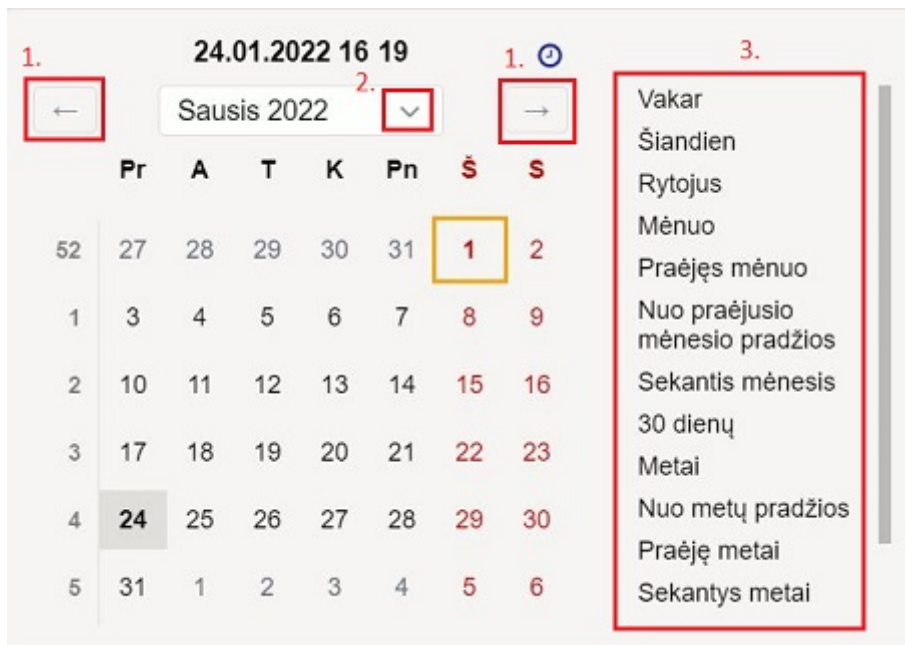 1.
24.01.2022 16 19
1.
3.
2.
←
Sausis 2022
→
Pr A T K Pn Š S
52 27 28 29 30 31 1 2
1 3 4 5 6 7 8 9
2 10 11 12 13 14 15 16
3 17 18 19 20 21 22 23
4 24 25 26 27 28 29 30
5 31 1 2 3 4 5 6
Vakar
Šiandien
Rytojus
Mėnuo
Praėjęs mėnuo
Nuo praėjusio
mėnesio pradžios
Sekantis mėnesis
30 dienų
Metai
Nuo metų pradžios
Praėję metai
Sekantys metai